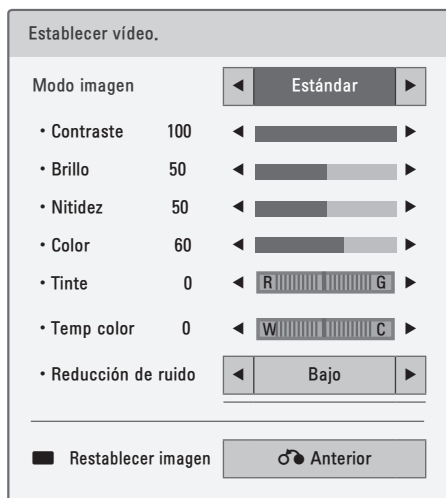 Establecer vídeo.
Modo imagen ◀ Estándar ▶
• Contraste 100 ◀ ▶
• Brillo 50 ◀ ▶
• Nitidez 50 ◀ ▶
• Color 60 ◀ ▶
• Tinte 0 ◀ R G ▶
• Temp color 0 ◀ W C ▶
• Reducción de ruido ◀ Bajo ▶
Restablecer imagen Anterior